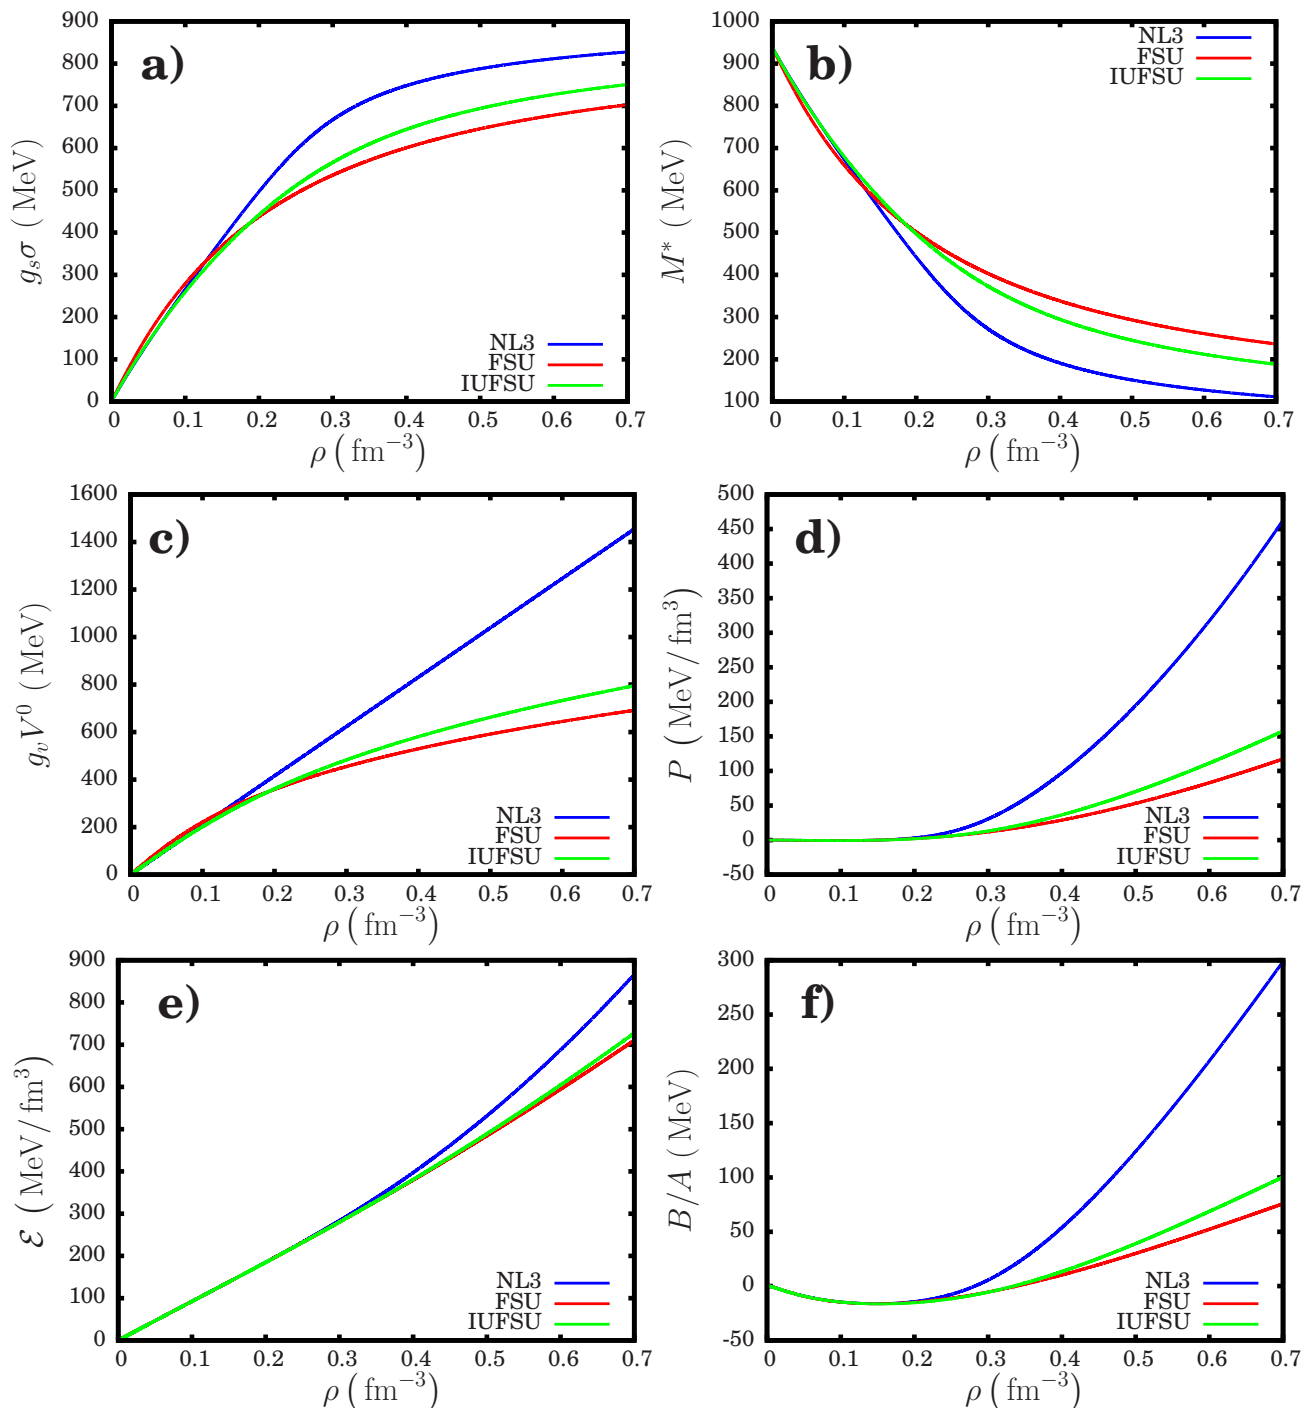 a)
900
800
700
600
500
400
300
200
100
0
g_sσ (MeV)
NL3
FSU
IUFSU
0 0.1 0.2 0.3 0.4 0.5 0.6 0.7
ρ (fm⁻³)
b)
1000
900
800
700
600
500
400
300
200
100
M* (MeV)
NL3
FSU
IUFSU
0 0.1 0.2 0.3 0.4 0.5 0.6 0.7
ρ (fm⁻³)
c)
1600
1400
1200
1000
800
600
400
200
0
g_vV⁰ (MeV)
NL3
FSU
IUFSU
0 0.1 0.2 0.3 0.4 0.5 0.6 0.7
ρ (fm⁻³)
d)
500
450
400
350
300
250
200
150
100
50
0
-50
P (MeV/fm³)
NL3
FSU
IUFSU
0 0.1 0.2 0.3 0.4 0.5 0.6 0.7
ρ (fm⁻³)
e)
900
800
700
600
500
400
300
200
100
0
ℰ (MeV/fm³)
NL3
FSU
IUFSU
0 0.1 0.2 0.3 0.4 0.5 0.6 0.7
ρ (fm⁻³)
f)
300
250
200
150
100
50
0
-50
B/A (MeV)
NL3
FSU
IUFSU
0 0.1 0.2 0.3 0.4 0.5 0.6 0.7
ρ (fm⁻³)